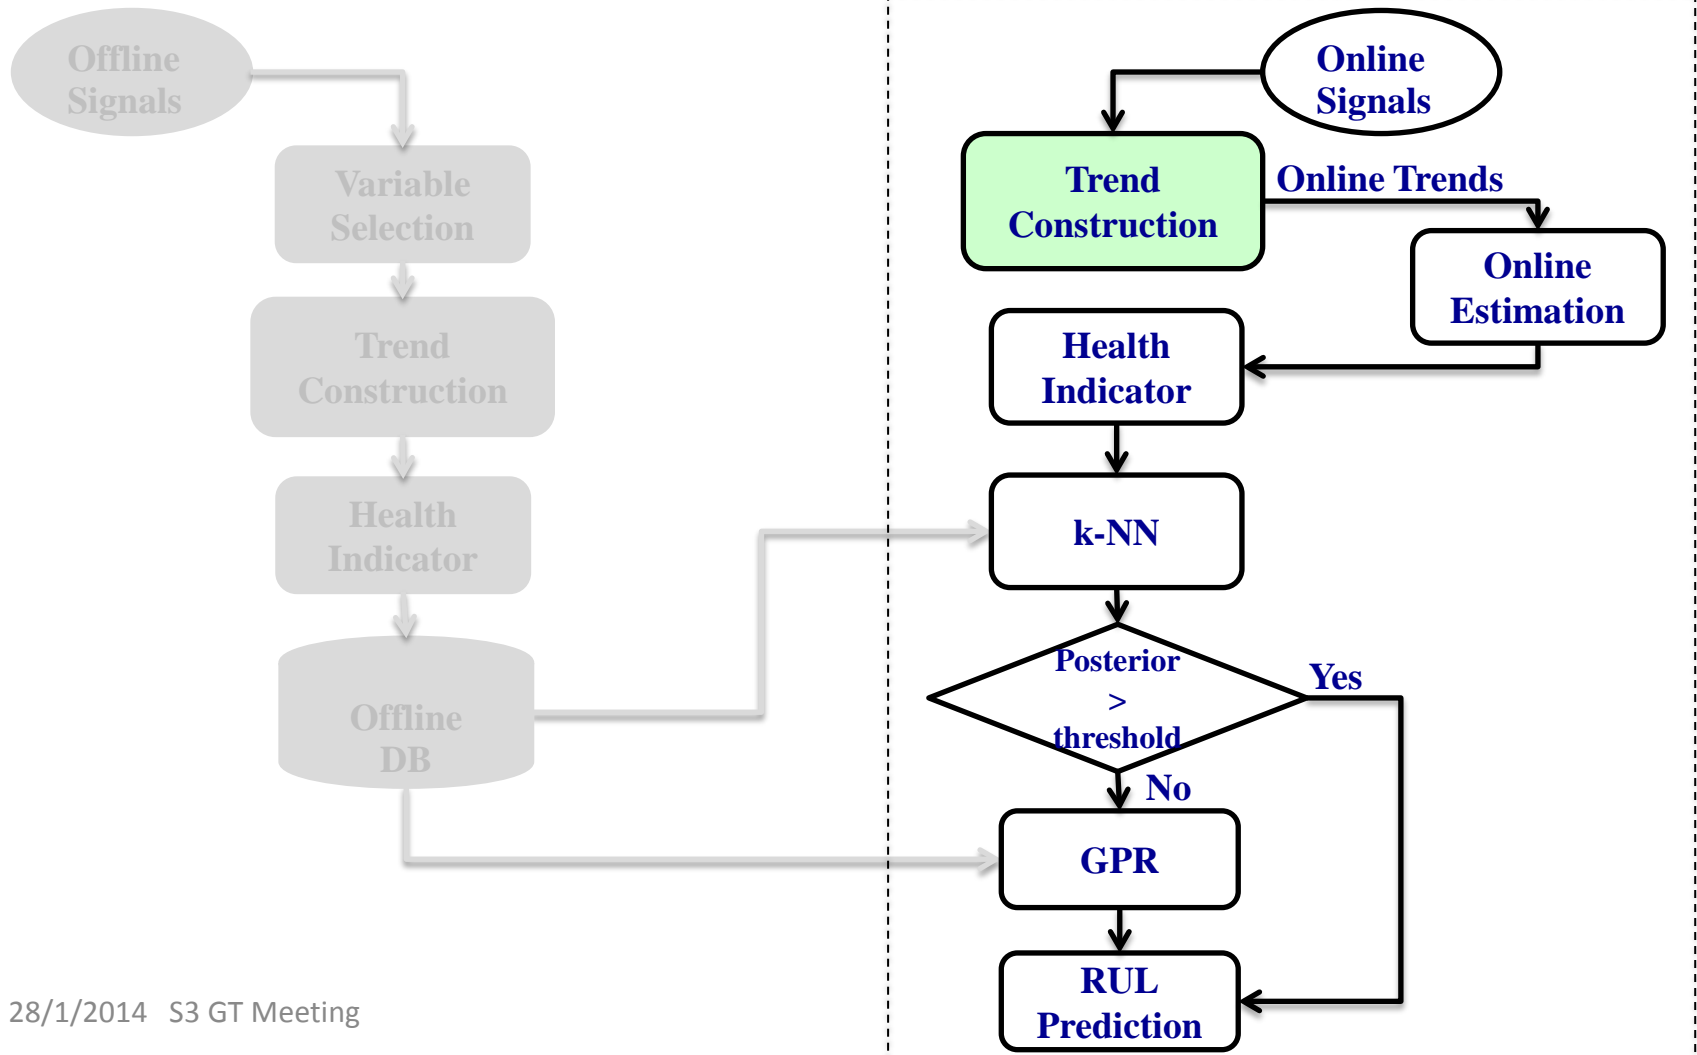 Offline
Signals
Variable
Selection
Trend
Construction
Health
Indicator
Offline
DB
Online
Signals
Trend
Construction
Online Trends
Online
Estimation
Health
Indicator
k-NN
Posterior
>
threshold
Yes
No
GPR
RUL
Prediction
28/1/2014 S3 GT Meeting